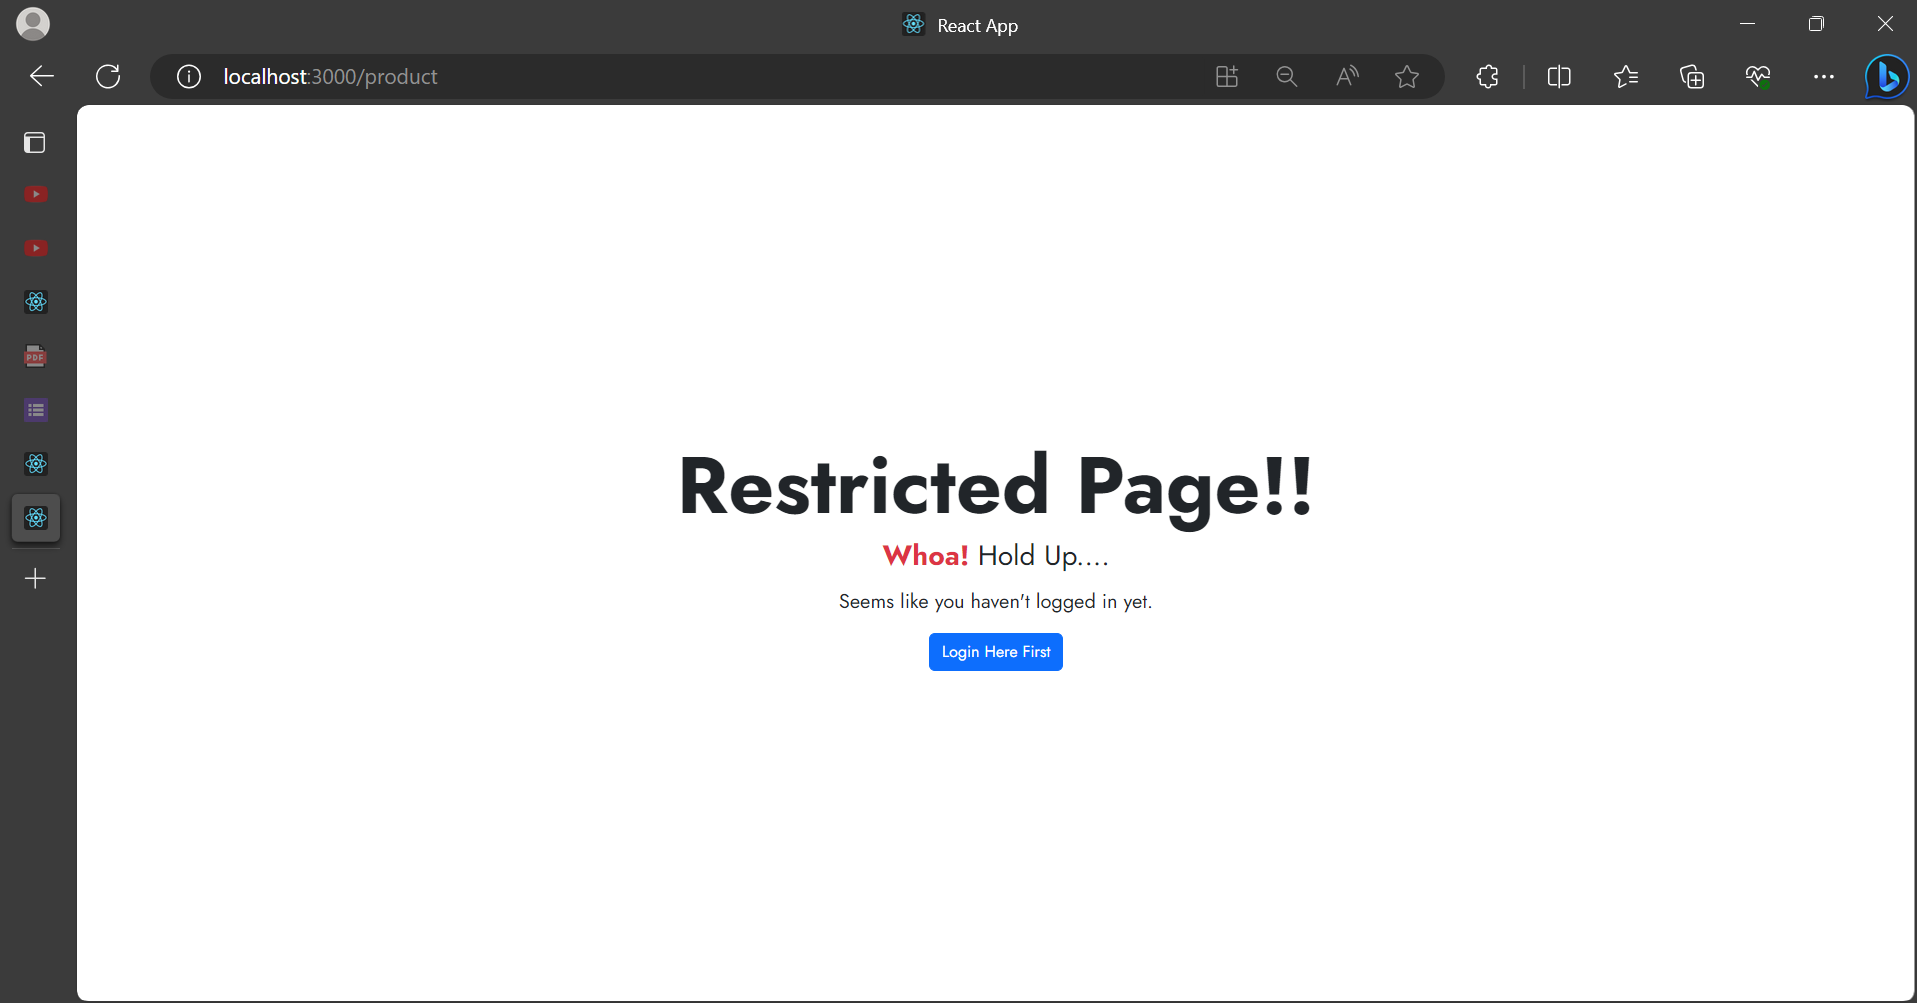 React App
localhost:3000/product
PDF
Restricted Page!!
Whoa! Hold Up....
Seems like you haven't logged in yet.
Login Here First